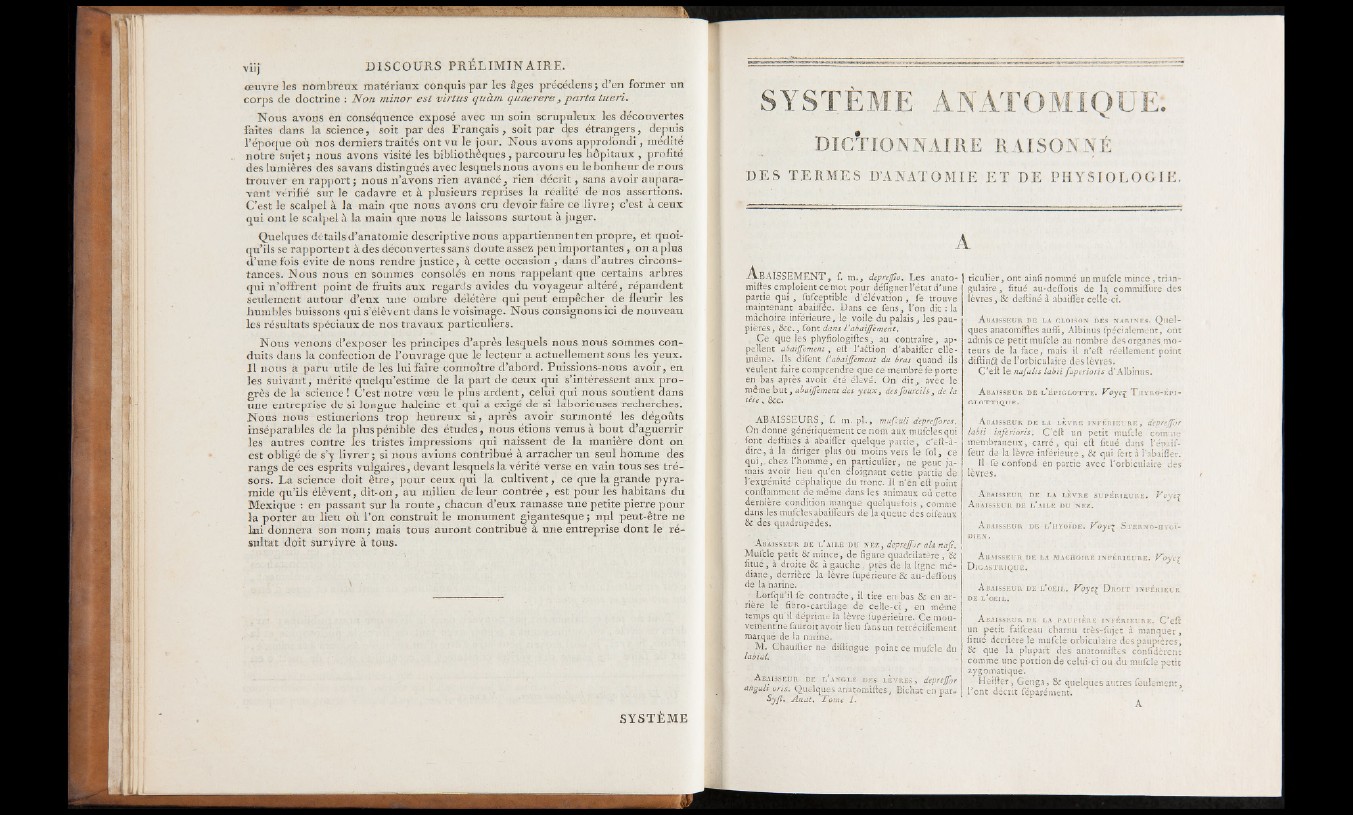 viij DISCOURS PRÉLIMINAIRE.
œuvre les nombreux matériaux conquis par les âges précédens; d'en former un
corps de doctrine : Non minor est virtus quàm quaerere, parta tueri.
Nous avons en conséquence exposé avec un soin scrupuleux les découvertes
faites dans la science, soit par des Français, soit par des étrangers, depuis
l'époque où nos derniers traités ont vu le jour. Nous avons approfondi, médité
notre sujet; nous avons visité les bibliothèques, parcouru les hôpitaux, profité
des lumières des savans distingués avec lesquels nous avons eu le bonheur de nous
trouver en rapport; nous n'avons rien avancé, rien décrit, sans avoir aupara-
vant vérifié sur le cadavre et à plusieurs reprises la réalité de nos assertions.
C'est le scalpel à la main que nous avons cru devoir faire ce livre; c'est à ceux
qui ont le scalpel à la main que nous le laissons surtout à juger.
Quelques détails d'anatomie descriptive nous appartiennent en propre, et quoi-
qu'ils se rapportent à des découvertes sans doute assez peu importantes, on a plus
d'une fois évité de nous rendre justice, à cette occasion, dans d'autres circons-
tances. Nous nous en sommes consolés en nous rappelant que certains arbres
qui n'offrent point de fruits aux regards avides du voyageur altéré, répandent
seulement autour d'eux une ombre délétère qui peut empêcher de fleurir les
humbles buissons qui s'élèvent dans le voisinage. Nous consignons ici de nouveau
les résultats spéciaux de nos travaux particuliers.
Nous venons d'exposer les principes d'après lesquels nous nous sommes con-
duits dans la confection de l'ouvrage que le lecteur a actuellement sous les yeux.
Il nous a paru utile de les lui faire connoître d'abord. Puissions-nous avoir, en
les suivant, mérité quelqu'estime de la part de ceux qui s'intéressent aux pro-
grès de la science! C'est notre vœu le plus ardent, celui qui nous soutient dans
une entreprise de si longue haleine et qui a exigé de si laborieuses recherches.
Nous nous estimerions trop heureux si, après avoir surmonté les dégoûts
inséparables de la plus pénible des études, nous étions venus à bout d'aguerrir
les autres contre les tristes impressions qui naissent de la manière dont on
est obligé de s'y livrer; si nous avions contribué à arracher un seul homme des
rangs de ces esprits vulgaires, devant lesquels la vérité verse en vain tous ses tré-
sors. La science doit être, pour ceux qui la cultivent, ce que la grande pyra-
mide qu'ils élèvent, dit-on, au milieu de leur contrée, est pour les habitans du
Mexique : en passant sur la route, chacun d'eux ramasse une petite pierre pour
la porter au lieu où l'on construit le monument gigantesque; nul peut-être ne
lui donnera son nom; mais tous auront contribué à une entreprise dont le ré-
sultat doit survivre à tous.
SYSTÈME
SYSTÈME ANATOMIQUE.
DICTIONNAIRE RAISONNÉ
DES TERMES D'ANATOMIE ET DE PHYSIOLOGIE.
A
ABAISSEMENT, f. m., depressio. Les anato-
mistes emploient ce mot pour désigner l'état d'une
partie qui, susceptible d'élévation, se trouve
maintenant abaissée. Dans ce sens, l'on dit : la
mâchoire inférieure, le voile du palais, les pau-
pières, &c., sont dans l'abaissement.
Ce que les physiologistes, au contraire, ap-
pellent abaissement, est l'action d'abaisser elle-
même. Ils disent l'abaissement du bras quand ils
veulent faire comprendre que ce membre se porte
en bas après avoir été élevé. On dit, avec le
même but, abaissement des yeux, des sourcils, de la
tête, &c.
ABAISSEURS, f. m. pl., musculi depressores.
On donne génériquement ce nom aux muscles qui
sont destinés à abaisser quelque partie, c'est-à-
dire, à la diriger plus ou moins vers le sol, ce
qui, chez l'homme, en particulier, ne peut ja-
mais avoir lieu qu'en éloignant cette partie de
l'extrémité céphalique du tronc. Il n'en est point
constamment de même dans les animaux où cette
dernière condition manque quelquefois, comme
dans les muscles abaisseurs de la queue des oiseaux
& des quadrupèdes.
ABAISSEUR DE L'AILE DU NEZ, depressor alæ nasi.
Muscle petit & mince, de figure quadrilatère,
situé, à droite & à gauche, près de la ligne mé-
diane, derrière la lèvre supérieure & au-dessous
de la narine.
Lorsqu'il se contracte, il tire en bas & en ar-
rière le fibro-cartilage de celle-ci, en même
temps qu'il déprime la lèvre supérieure. Ce mou-
vement ne sauroit avoir lieu sans un rétrécissement
marqué de la narine.
M. Chaussier ne distingue point ce muscle du
labial.
ABAISSEUR DE L'ANGLE DES LÈVRES, depressor
anguli oris. Quelques anatomistes, Bichat en par-
Syst. Anat. Tome I.
ticulier, ont ainsi nommé un muscle mince, trian-
gulaire, situé au-dessous de la commissure des
lèvres, & destiné à abaisser celle-ci.
ABAISSEUR DE LA CLOISON DES NARINES. Quel-
ques anatomistes aussi, Albinus spécialement, ont
admis ce petit muscle au nombre des organes mo-
teurs de la face, mais il n'est réellement point
distinct de l'orbiculaire des lèvres.
C'est le nasalis labii superioris d'Albinus.
ABAISSEUR DE L'ÉPIGLOTTE. Voyez THYRO-ÉPI-
GLOTTIQUE.
ABAISSEUR DE LA LÈVRE INFÉRIEURE, depressor
labii inferioris. C'est un petit muscle comme
membraneux, carré, qui est situé dans l'épais-
seur de la lèvre inférieure, & qui sert à l'abaisser.
Il se confond en partie avec l'orbiculaire des
lèvres.
ABAISSEUR DE LA LÈVRE SUPÉRIEURE. Voyez
ABAISSEUR DE L'AILE DU NEZ.
ABAISSEUR DE L'HYOÏDE. Voyez STERNO-HYOÏ-
DIEN.
ABAISSEUR DE LA MACHOIRE INFÉRIEURE. Voyez
DIGASTRIQUE.
ABAISSEUR DE L'OEIL. Voyez DROIT INFÉRIEUR
DE L'OEIL.
ABAISSEUR DE LA PAUPIÈRE INFÉRIEURE. C'est
un petit faisceau charnu très-sujet à manquer,
situé derrière le muscle orbiculaire des paupières,
& que la plupart des anatomistes considèrent
comme une portion de celui-ci ou du muscle petit
zygomatique.
Heister, Genga, & quelques autres seulement,
l'ont décrit séparément.
A